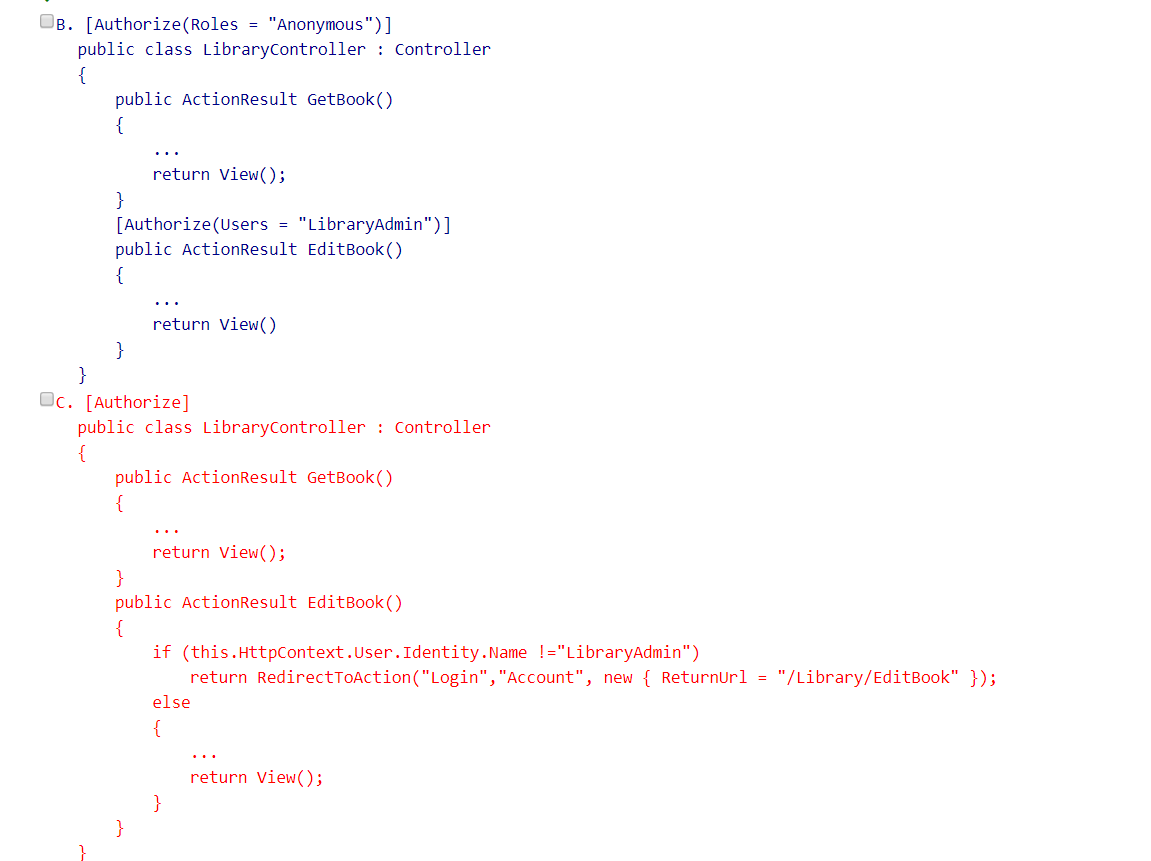 B. [Authorize(Roles = "Anonymous")]
public class LibraryController : Controller
{
public ActionResult GetBook()
{
...
return View();
}
[Authorize(Users = "LibraryAdmin")]
public ActionResult EditBook()
{
...
return View()
}
}
C. [Authorize]
public class LibraryController : Controller
{
public ActionResult GetBook()
{
...
return View();
}
public ActionResult EditBook()
{
if (this.HttpContext.User.Identity.Name !="LibraryAdmin")
return RedirectToAction("Login","Account", new { ReturnUrl = "/Library/EditBook" });
else
{
...
return View();
}
}
}